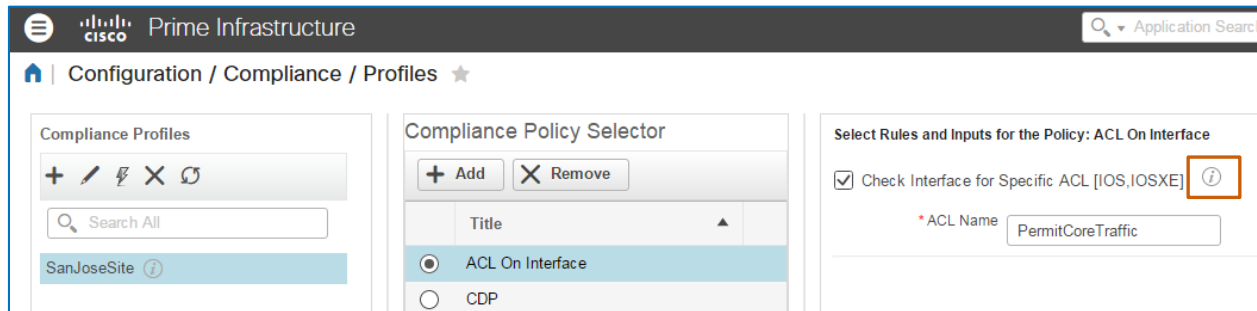 cisco Prime Infrastructure
Application Search
Configuration / Compliance / Profiles
Compliance Profiles
Search All
SanJoseSite
Compliance Policy Selector
Add Remove
Title
ACL On Interface
CDP
Select Rules and Inputs for the Policy: ACL On Interface
Check Interface for Specific ACL [IOS,IOSXE]
* ACL Name PermitCoreTraffic